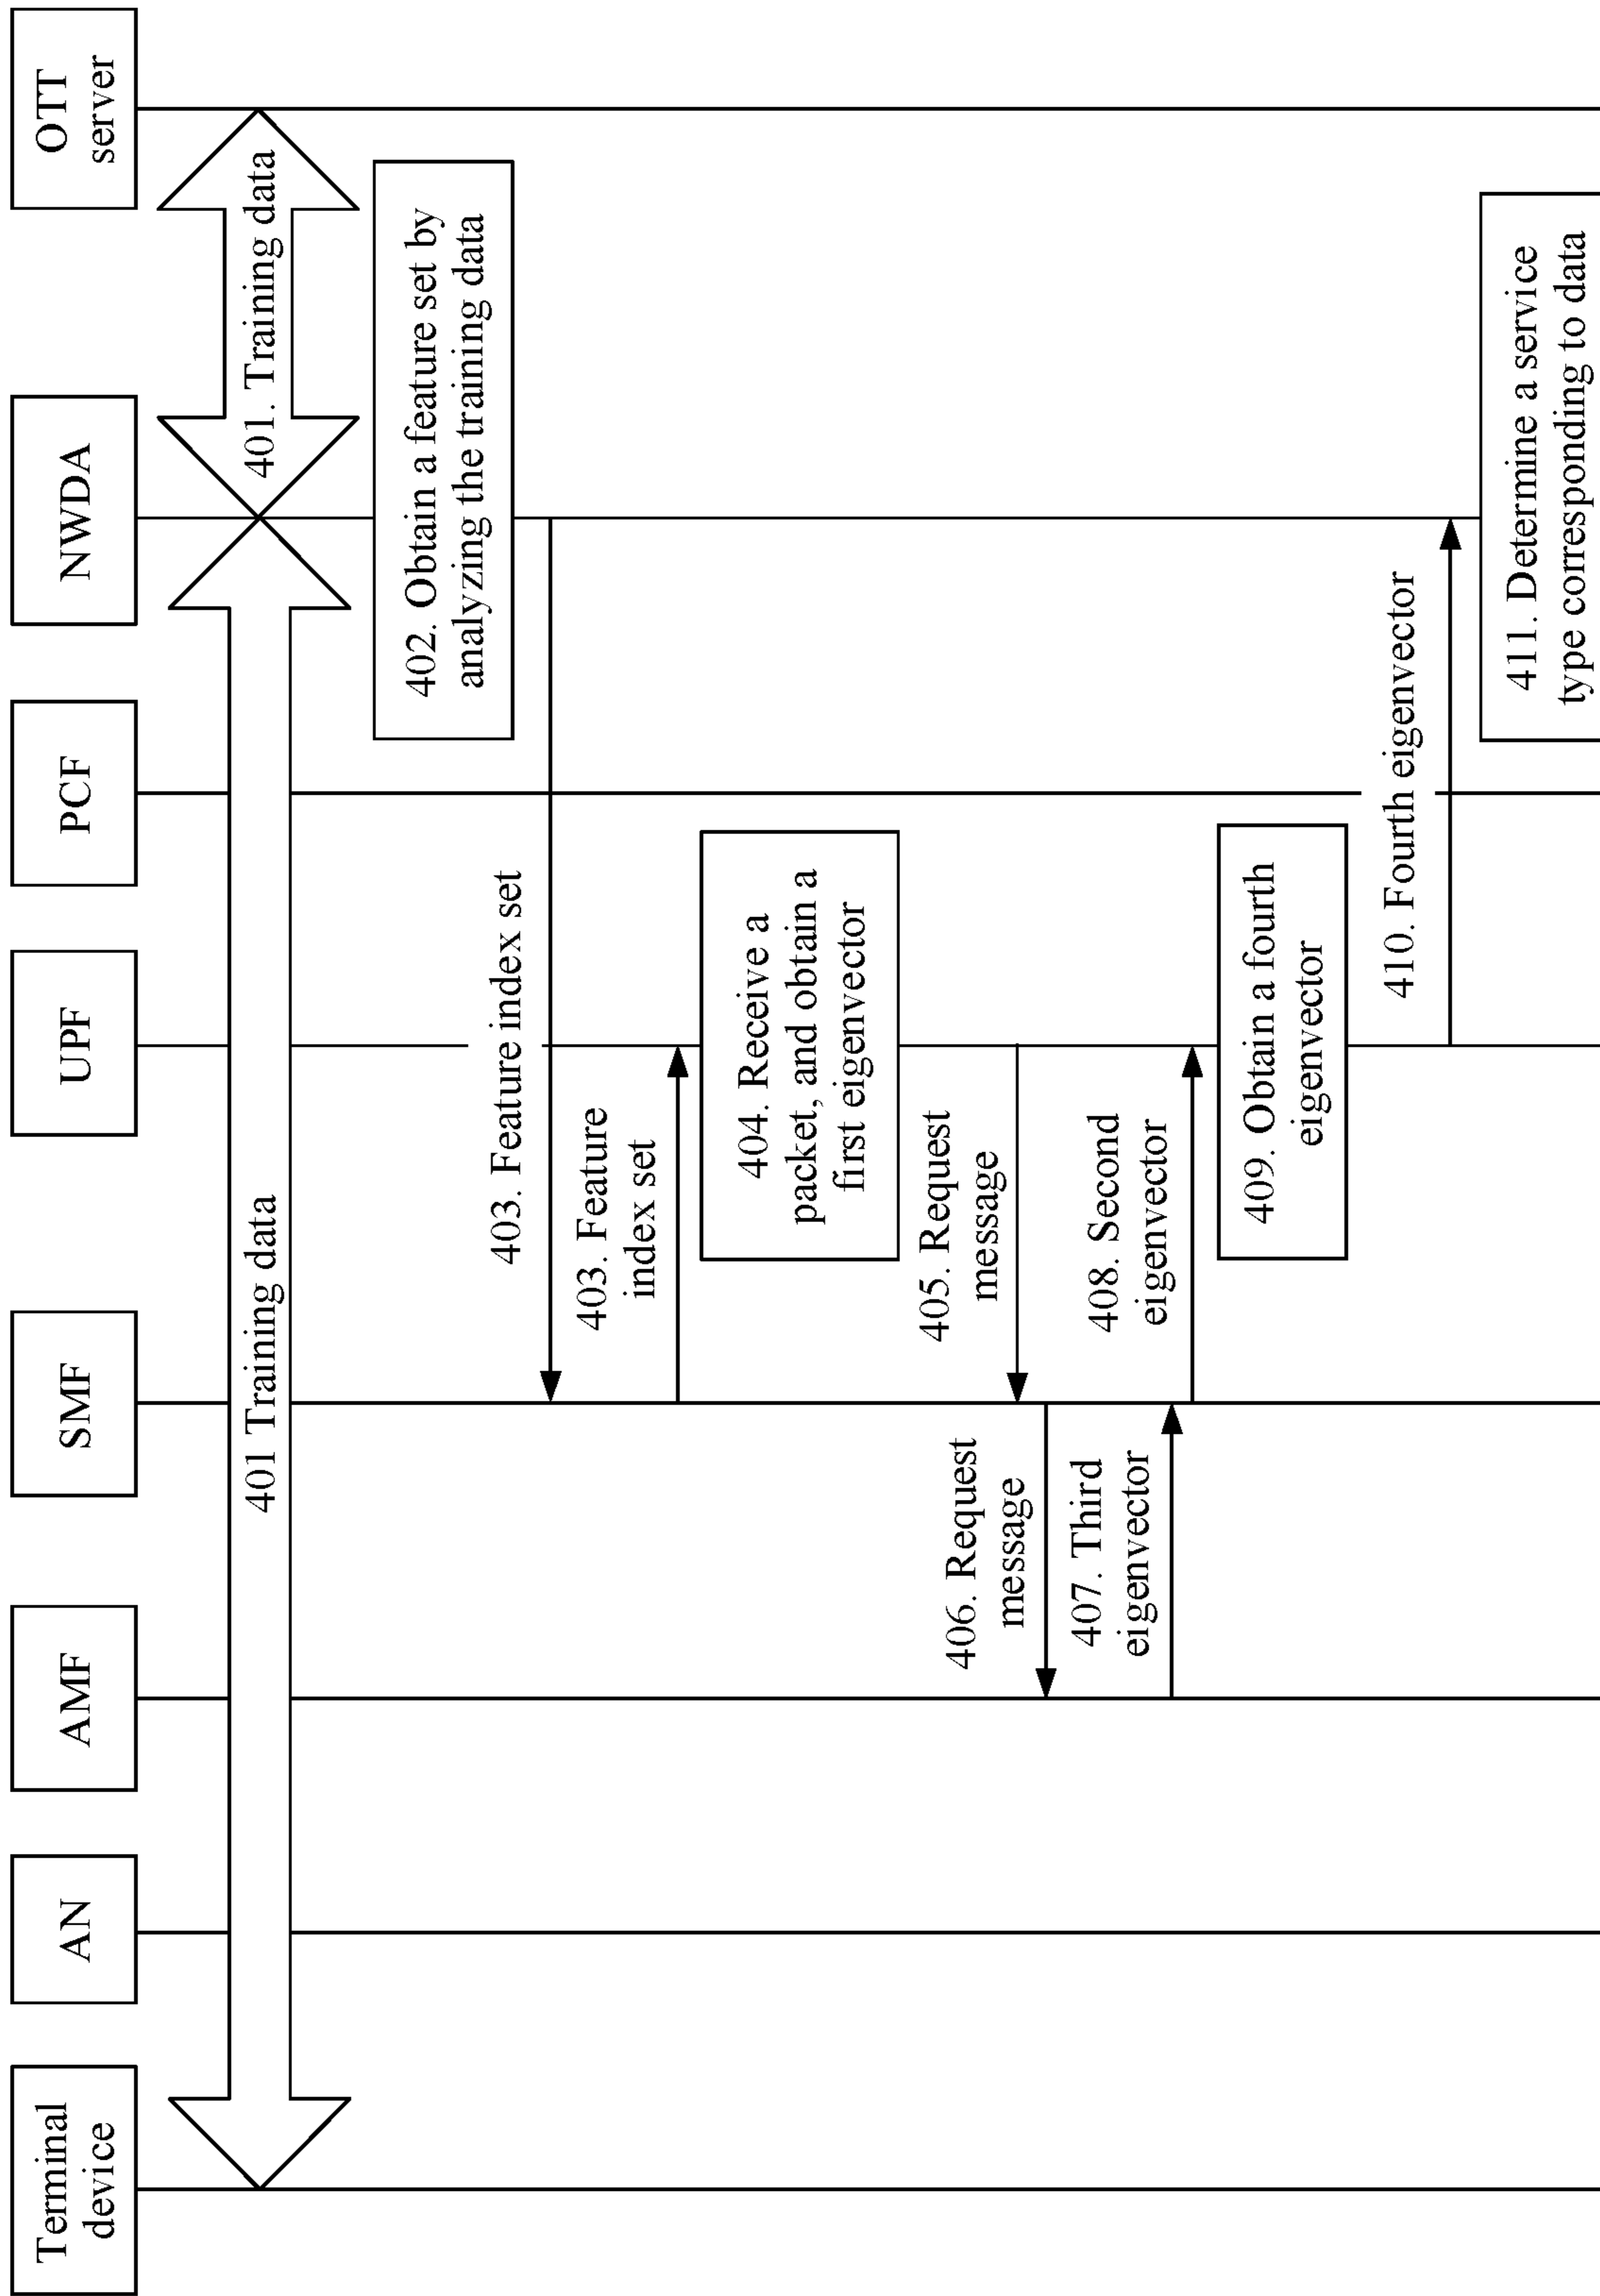 Terminal
device
AN
AMF
SMF
UPF
PCF
NWDA
OTT
server
401 Training data
401. Training data
402. Obtain a feature set by
analyzing the training data
403. Feature index set
403. Feature
index set
404. Receive a
packet, and obtain a
first eigenvector
405. Request
message
406. Request
message
407. Third
eigenvector
408. Second
eigenvector
409. Obtain a fourth
eigenvector
410. Fourth eigenvector
411. Determine a service
type corresponding to data